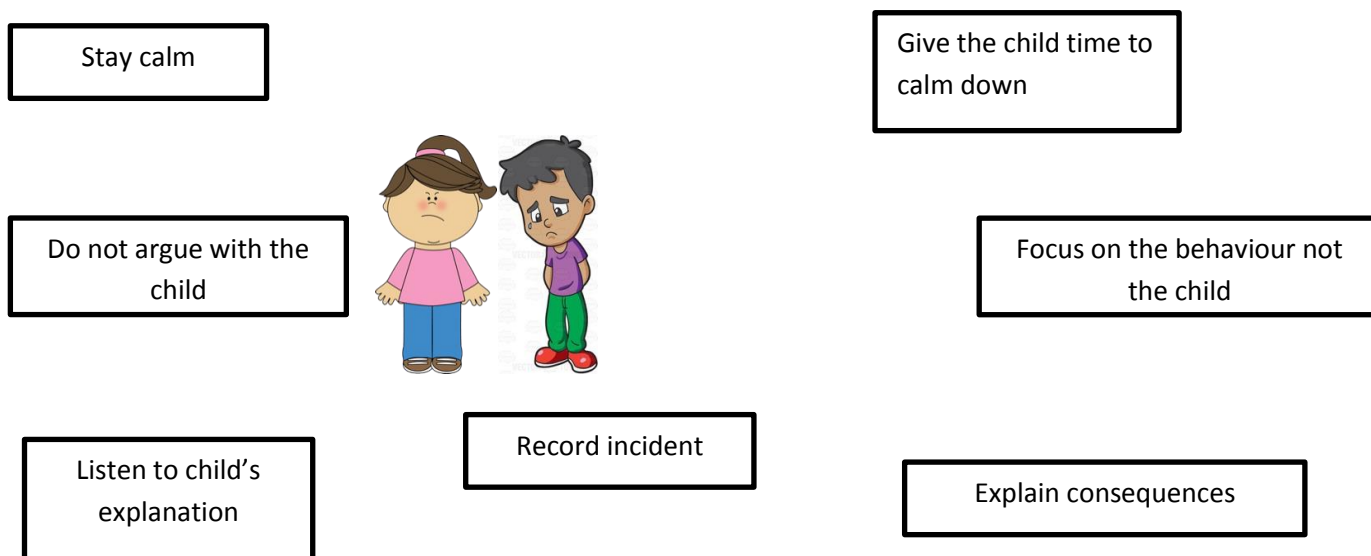 Stay calm
Give the child time to
calm down
Do not argue with the
child
Focus on the behaviour not
the child
Listen to child’s
explanation
Record incident
Explain consequences